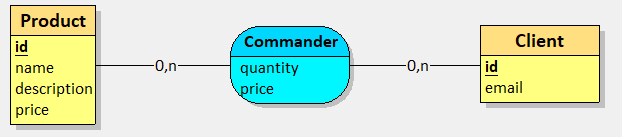 Product
id
name
description
price
0,n
Commander
quantity
price
0,n
Client
id
email